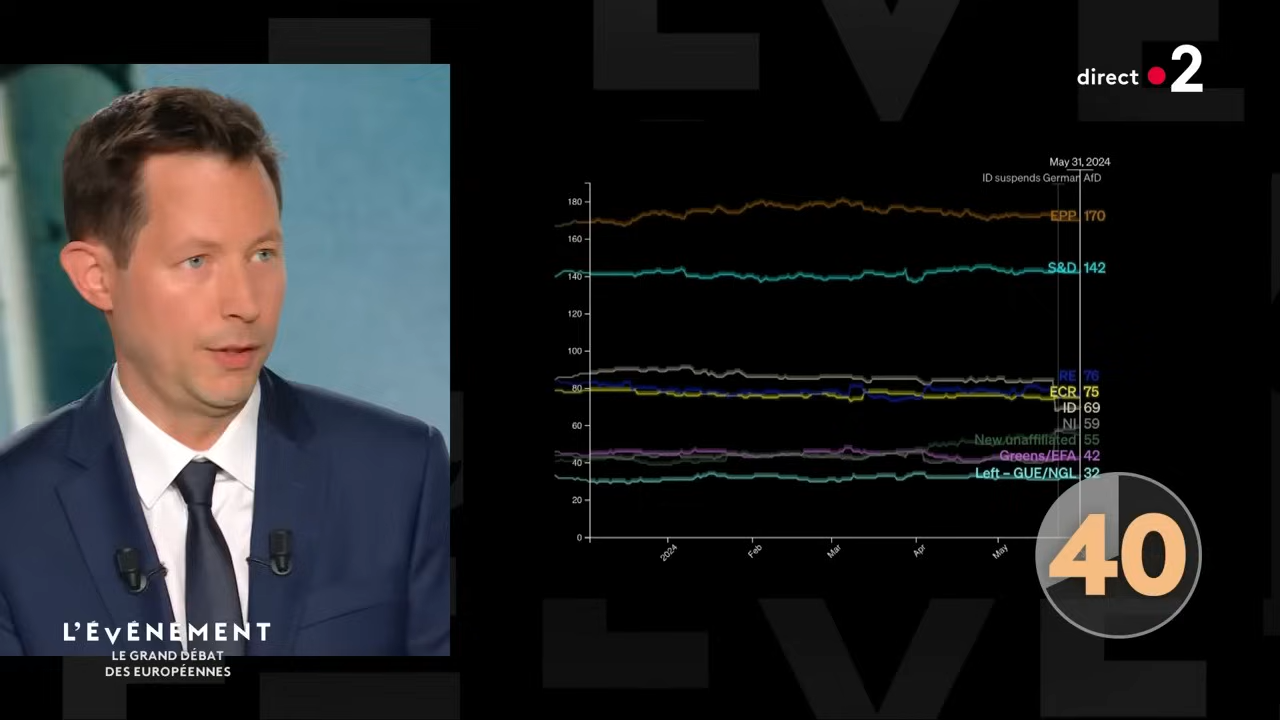 direct 2
May 31, 2024
ID suspends German AfD
180
160
140
120
100
80
60
40
20
0
EPP 170
S&D 142
RE 76
ECR 75
ID 69
NI 59
New unaffiliated 55
Greens/EFA 42
Left – GUE/NGL 32
2024
Feb
Mar
Apr
May
40
L'ÉVÉNEMENT
LE GRAND DÉBAT
DES EUROPÉENNES